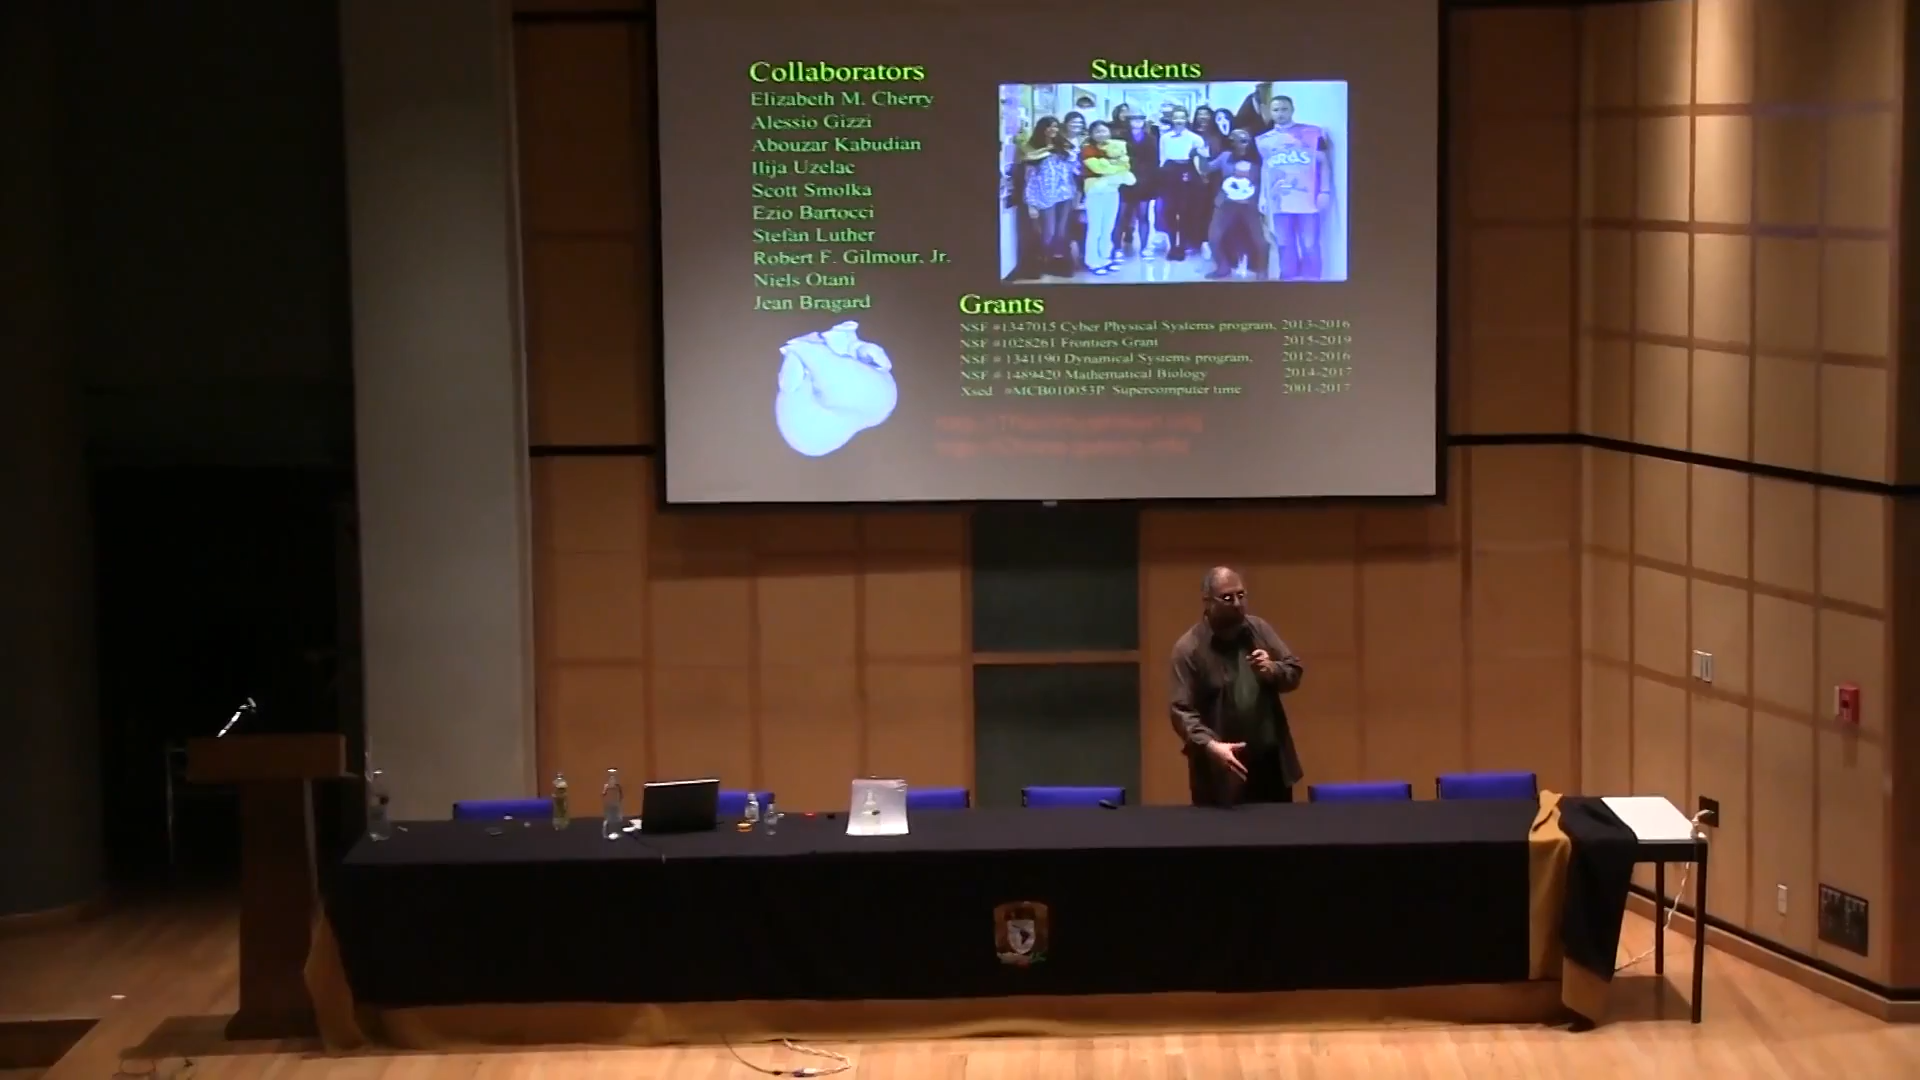 Collaborators
Elizabeth M. Cherry
Alessio Gizzi
Abouzar Kabudian
Ilija Uzelac
Scott Smolka
Ezio Bartocci
Stefan Luther
Robert F. Gilmour, Jr.
Niels Otani
Jean Bragard
Students
Grants
NSF #1347015 Cyber Physical Systems program, 2013-2016
NSF #1028261 Frontiers Grant 2015-2019
NSF # 1341190 Dynamical Systems program, 2012-2016
NSF # 1489420 Mathematical Biology 2014-2017
Xsed #MCB010053P Supercomputer time 2001-2017